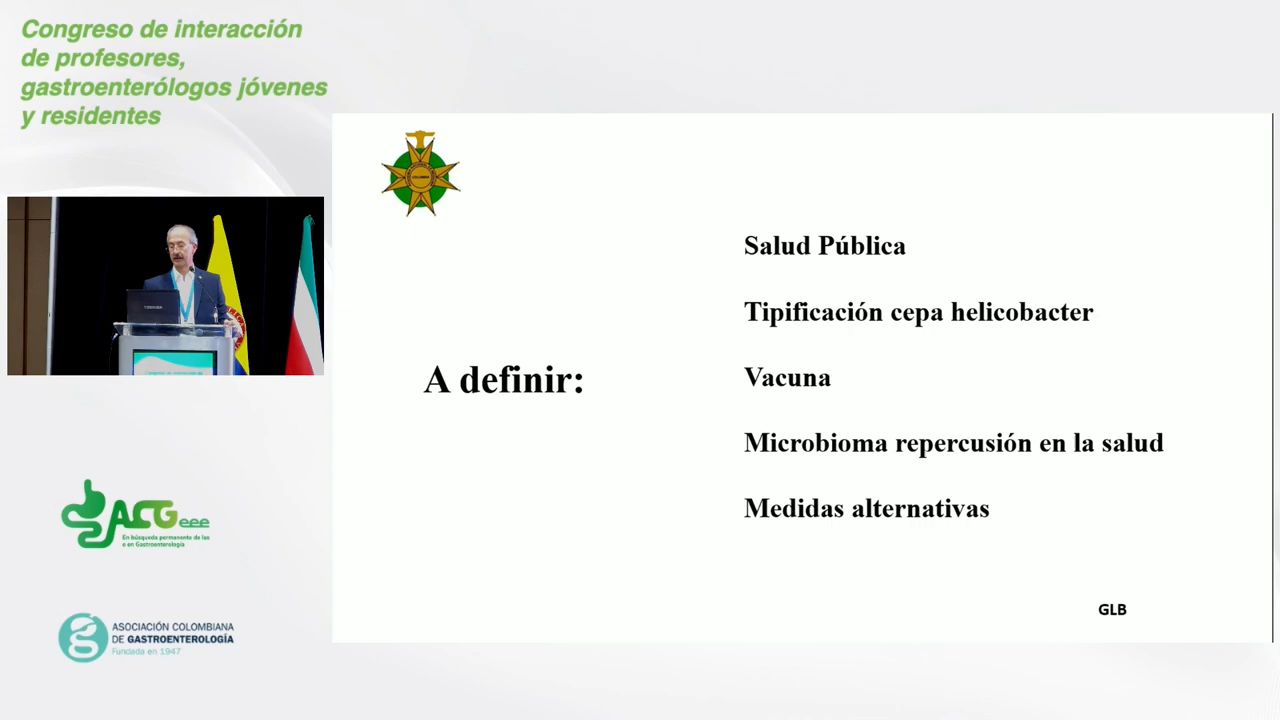 Congreso de interacción
de profesores,
gastroenterólogos jóvenes
y residentes
COLOMBIA
TOSHIBA
A definir:
Salud Pública
Tipificación cepa helicobacter
Vacuna
Microbioma repercusión en la salud
Medidas alternativas
GLB
ACGeee
En búsqueda permanente de las
e en Gastroenterología
ASOCIACIÓN COLOMBIANA
DE GASTROENTEROLOGÍA
Fundada en 1947